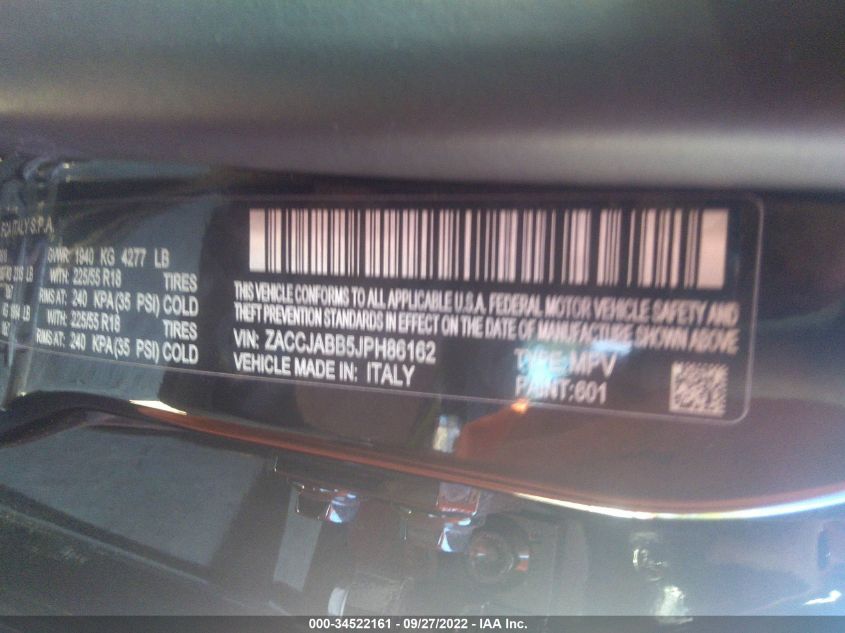 ITALY S.P.A.
GVWR 1940 KG 4277 LB
WITH: 225/55 R18 TIRES
RIMS AT: 240 KPA(35 PSI) COLD
WITH: 225/55 R18 TIRES
RIMS AT: 240 KPA(35 PSI) COLD
THIS VEHICLE CONFORMS TO ALL APPLICABLE U.S.A. FEDERAL MOTOR VEHICLE SAFETY AND
THEFT PREVENTION STANDARDS IN EFFECT ON THE DATE OF MANUFACTURE SHOWN ABOVE
VIN: ZACCJABB5JPH86162
TYPE: MPV
VEHICLE MADE IN: ITALY
PAINT:601
000-34522161 - 09/27/2022 - IAA Inc.